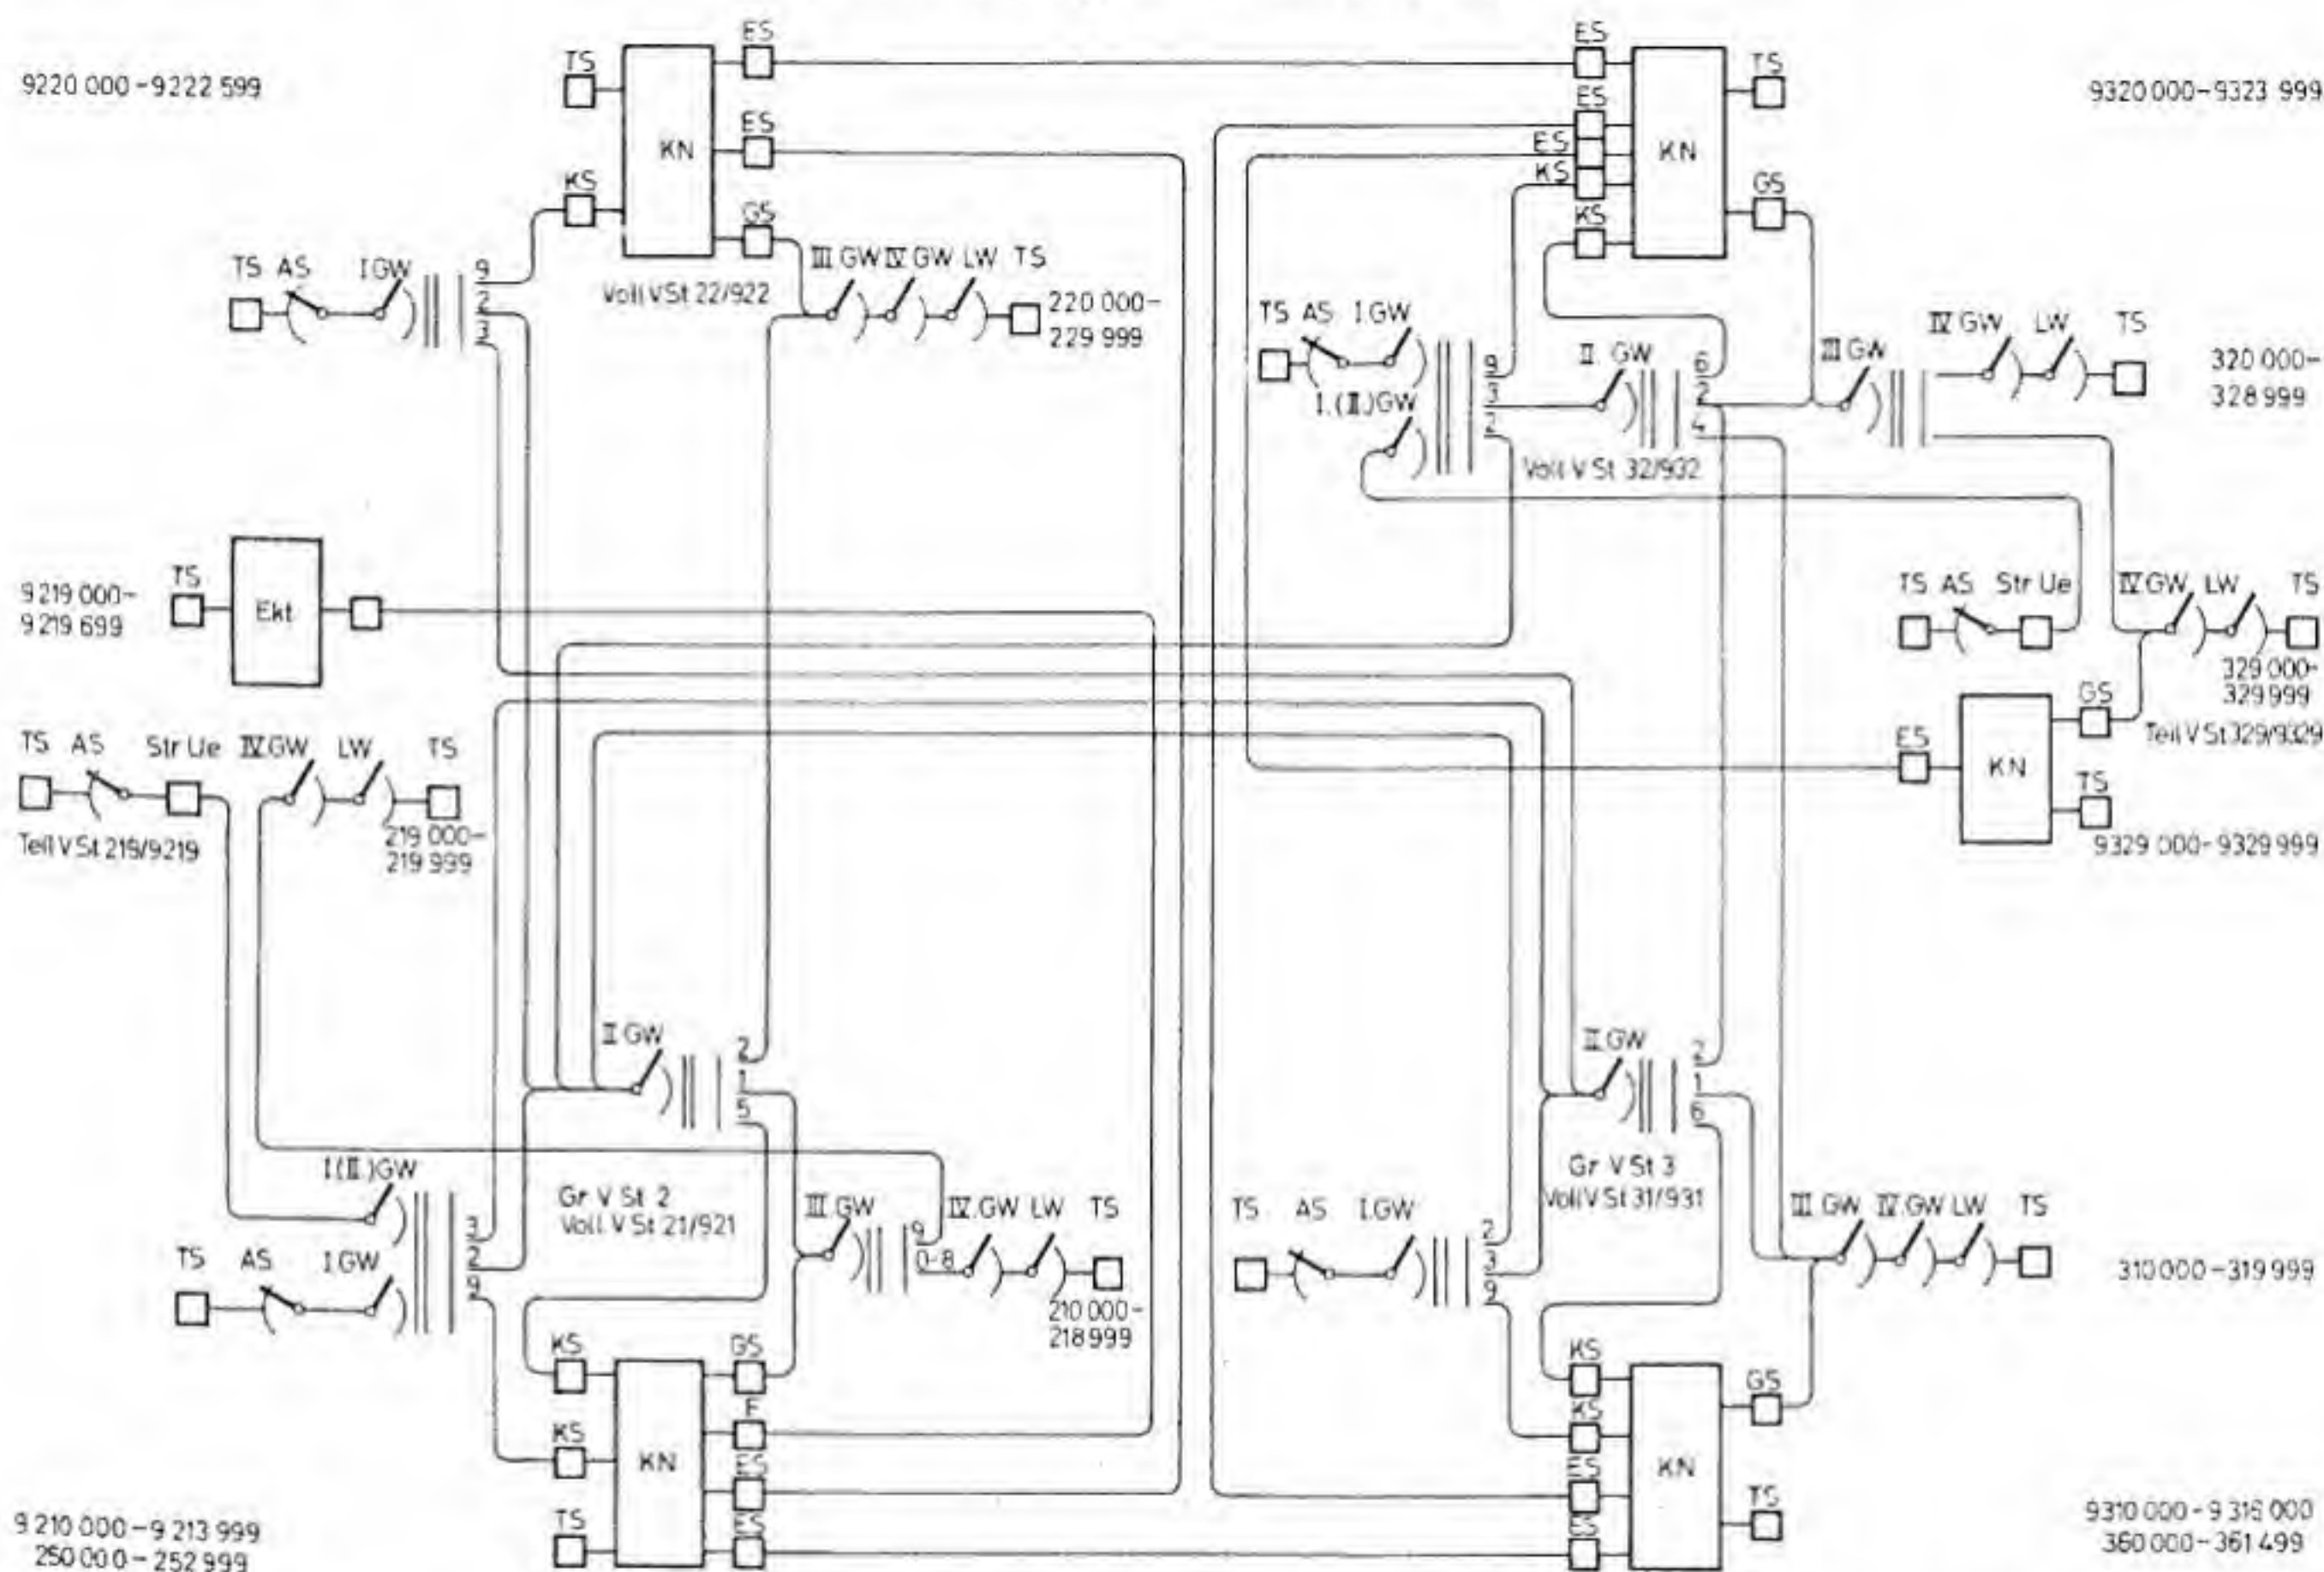 9220 000-9222 599
TS
KN
ES
ES
KS
GS
Voll VSt 22/922
TS AS I.GW
9
2
3
III GW IV GW LW TS
220 000-
229 999
ES
ES
ES
KS
KS
KN
TS
GS
9320 000-9323 999
TS AS I.GW
I.(II.)GW
9
3
2
II. GW
6
2
4
Voll V St 32/932
III GW
IV GW LW TS
320 000-
328 999
9 219 000-
9 219 699
TS
Ekt
TS AS Str Ue
IV.GW LW TS
329 000-
329 999
Teil V St 329/9329
ES
KN
GS
TS
9329 000-9329 999
TS AS Str Ue IV.GW LW TS
Teil V St 219/9219
219 000-
219 999
II GW
2
1
5
I.(II.)GW
TS AS I.GW
3
2
9
Gr V St 2
Voll. V St 21/921
III.GW
9
0-8
IV.GW LW TS
210 000-
218 999
II.GW
2
1
6
Gr V St 3
Voll V St 31/931
TS AS I.GW
2
3
9
III. GW IV. GW LW TS
310 000-319 999
KS
KS
TS
KN
GS
ES
KS
KS
ES
KN
GS
TS
9 210 000-9 213 999
250 000-252 999
9310 000-9 316 000
360 000-361 499